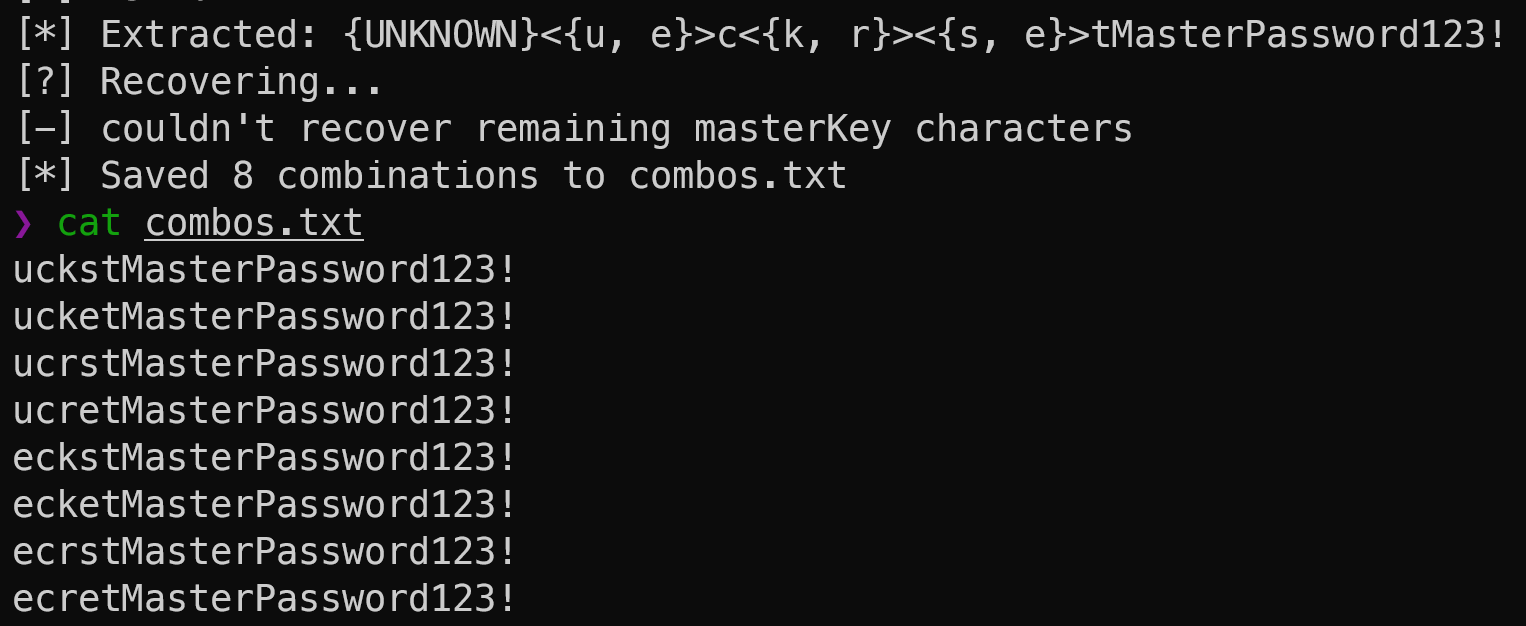 [*] Extracted: {UNKNOWN}<{u, e}>c<{k, r}><{s, e}>tMasterPassword123!
[?] Recovering...
[−] couldn't recover remaining masterKey characters
[*] Saved 8 combinations to combos.txt
❯ cat combos.txt
uckstMasterPassword123!
ucketMasterPassword123!
ucrstMasterPassword123!
ucretMasterPassword123!
eckstMasterPassword123!
ecketMasterPassword123!
ecrstMasterPassword123!
ecretMasterPassword123!